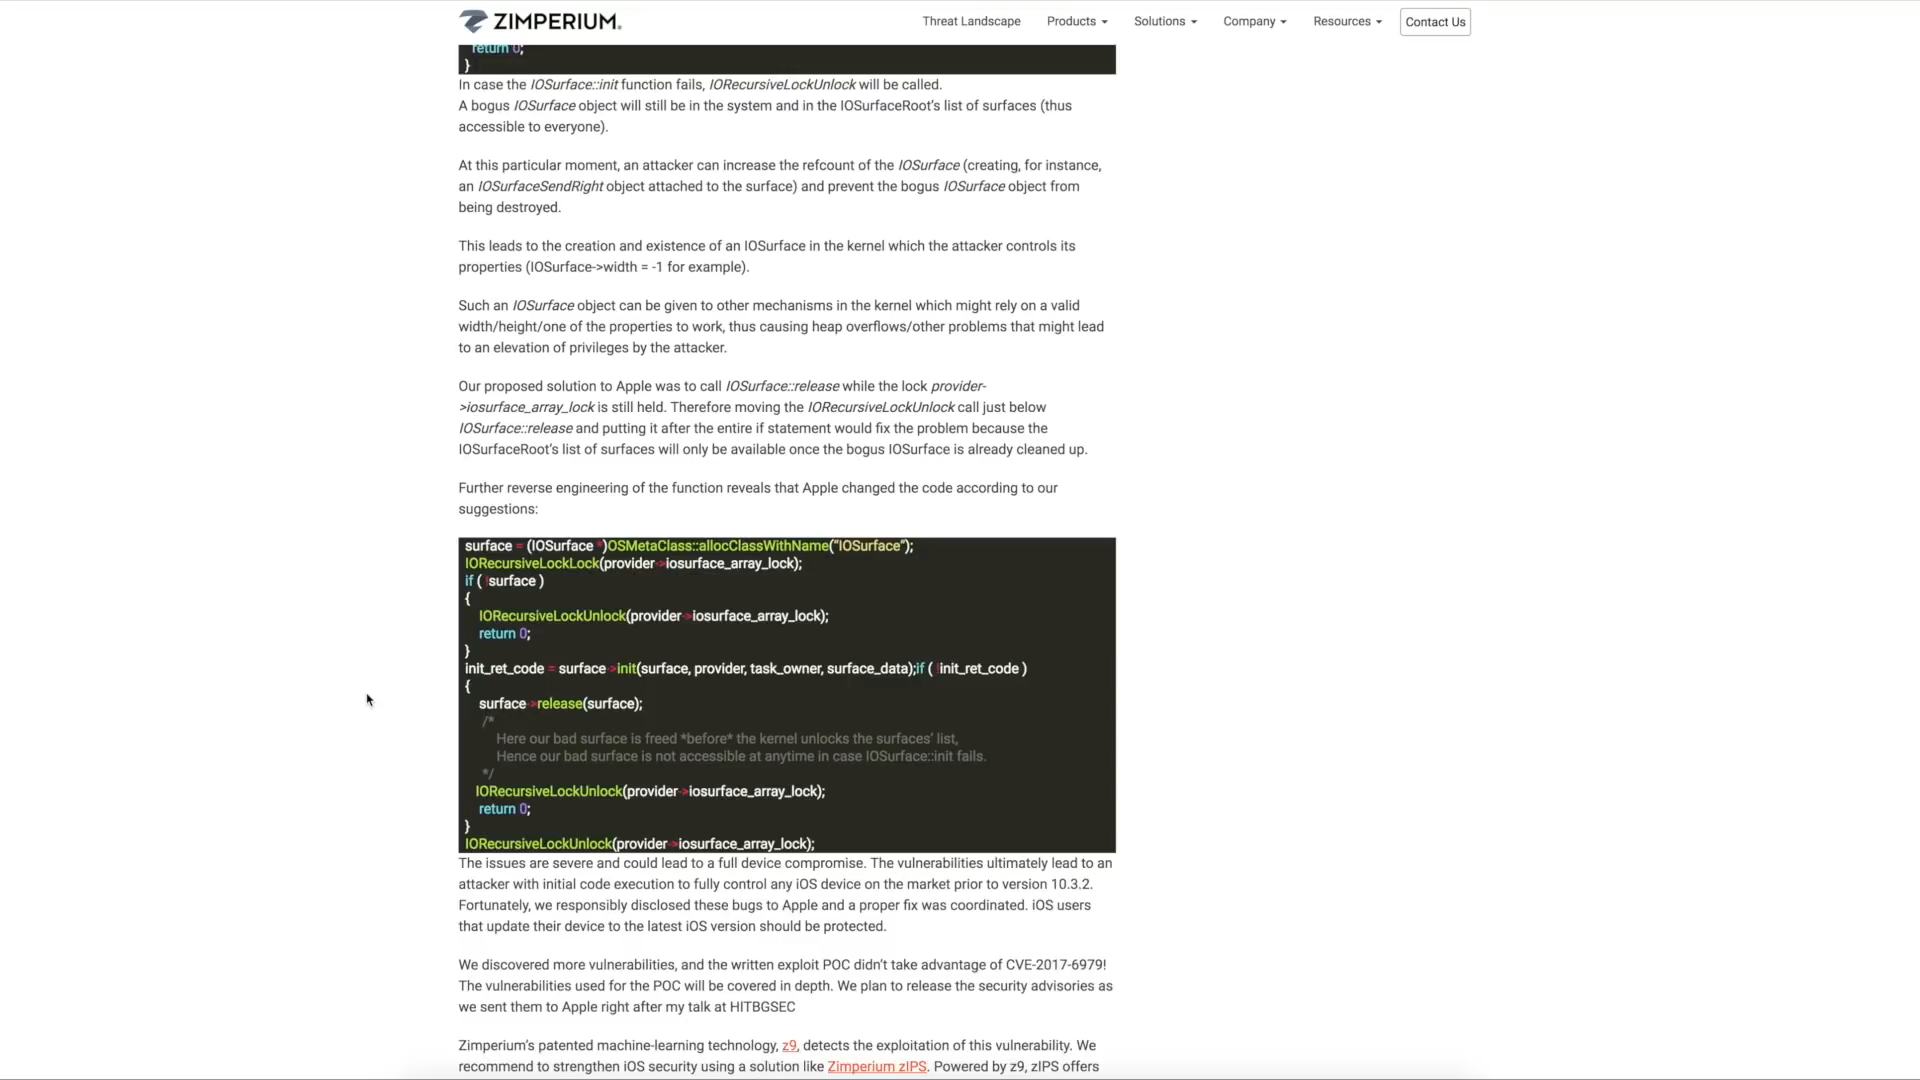 ZIMPERIUM.
Threat Landscape Products Solutions Company Resources Contact Us
return 0;
}
In case the IOSurface::init function fails, IORecursiveLockUnlock will be called.
A bogus IOSurface object will still be in the system and in the IOSurfaceRoot's list of surfaces (thus
accessible to everyone).
At this particular moment, an attacker can increase the refcount of the IOSurface (creating, for instance,
an IOSurfaceSendRight object attached to the surface) and prevent the bogus IOSurface object from
being destroyed.
This leads to the creation and existence of an IOSurface in the kernel which the attacker controls its
properties (IOSurface->width = -1 for example).
Such an IOSurface object can be given to other mechanisms in the kernel which might rely on a valid
width/height/one of the properties to work, thus causing heap overflows/other problems that might lead
to an elevation of privileges by the attacker.
Our proposed solution to Apple was to call IOSurface::release while the lock provider-
>iosurface_array_lock is still held. Therefore moving the IORecursiveLockUnlock call just below
IOSurface::release and putting it after the entire if statement would fix the problem because the
IOSurfaceRoot's list of surfaces will only be available once the bogus IOSurface is already cleaned up.
Further reverse engineering of the function reveals that Apple changed the code according to our
suggestions:
surface = (IOSurface *)OSMetaClass::allocClassWithName("IOSurface");
IORecursiveLockLock(provider->iosurface_array_lock);
if ( !surface )
{
IORecursiveLockUnlock(provider->iosurface_array_lock);
return 0;
}
init_ret_code = surface->init(surface, provider, task_owner, surface_data);if ( !init_ret_code )
{
surface->release(surface);
/*
Here our bad surface is freed *before* the kernel unlocks the surfaces' list,
Hence our bad surface is not accessible at anytime in case IOSurface::init fails.
*/
IORecursiveLockUnlock(provider->iosurface_array_lock);
return 0;
}
IORecursiveLockUnlock(provider->iosurface_array_lock);
The issues are severe and could lead to a full device compromise. The vulnerabilities ultimately lead to an
attacker with initial code execution to fully control any iOS device on the market prior to version 10.3.2.
Fortunately, we responsibly disclosed these bugs to Apple and a proper fix was coordinated. iOS users
that update their device to the latest iOS version should be protected.
We discovered more vulnerabilities, and the written exploit POC didn't take advantage of CVE-2017-6979!
The vulnerabilities used for the POC will be covered in depth. We plan to release the security advisories as
we sent them to Apple right after my talk at HITBGSEC
Zimperium's patented machine-learning technology, z9, detects the exploitation of this vulnerability. We
recommend to strengthen iOS security using a solution like Zimperium zIPS. Powered by z9, zIPS offers